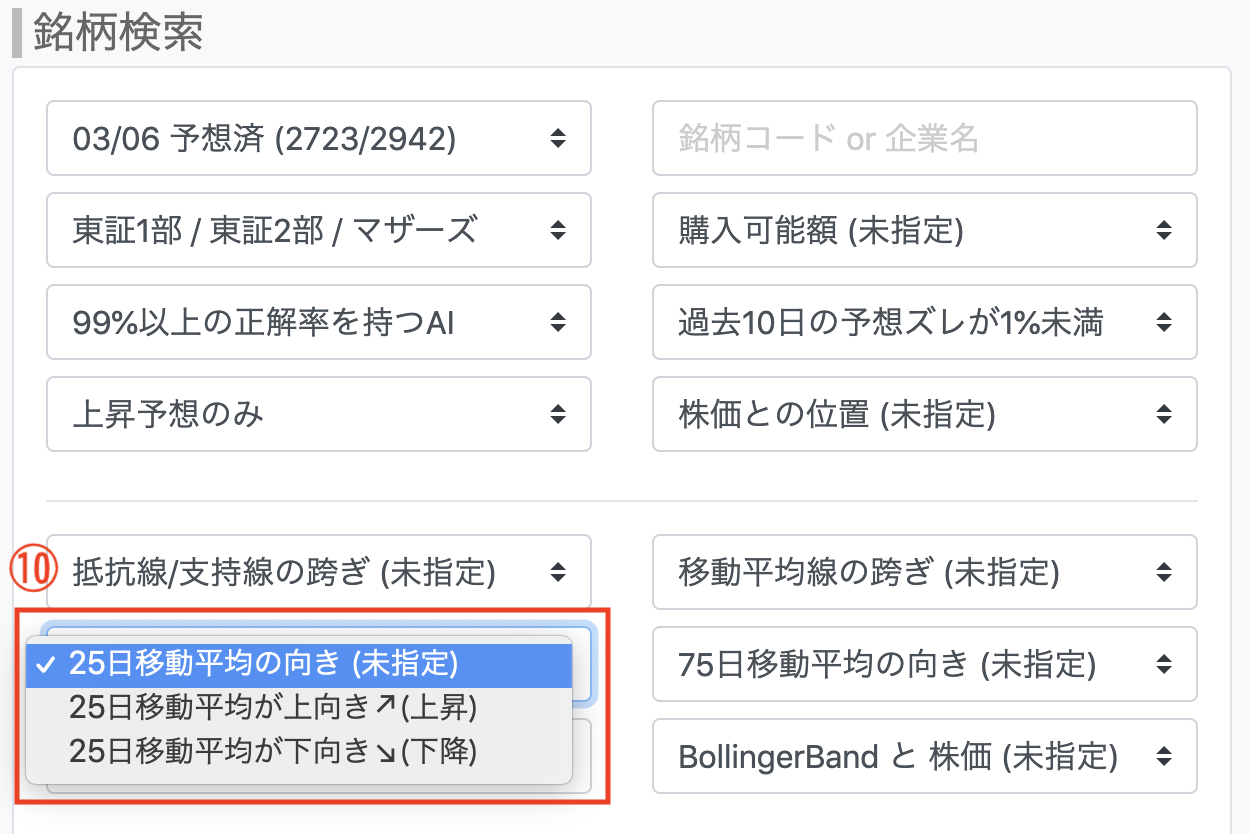 銘柄検索
03/06 予想済 (2723/2942)
銘柄コード or 企業名
東証1部 / 東証2部 / マザーズ
購入可能額 (未指定)
99%以上の正解率を持つAI
過去10日の予想ズレが1%未満
上昇予想のみ
株価との位置 (未指定)
⑩
抵抗線/支持線の跨ぎ (未指定)
移動平均線の跨ぎ (未指定)
✓ 25日移動平均の向き (未指定)
25日移動平均が上向き↗(上昇)
25日移動平均が下向き↘(下降)
75日移動平均の向き (未指定)
BollingerBand と 株価 (未指定)